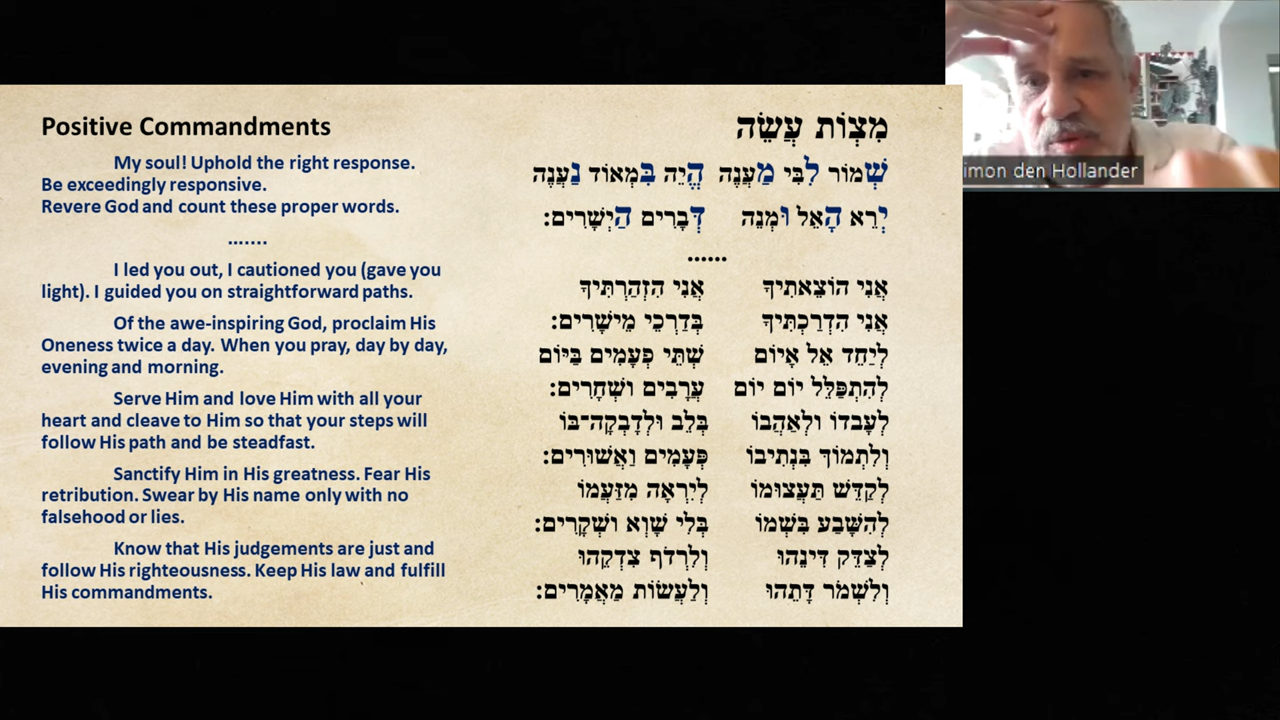 Positive Commandments
My soul! Uphold the right response.
Be exceedingly responsive.
Revere God and count these proper words.
.......
I led you out, I cautioned you (gave you
light). I guided you on straightforward paths.
Of the awe-inspiring God, proclaim His
Oneness twice a day. When you pray, day by day,
evening and morning.
Serve Him and love Him with all your
heart and cleave to Him so that your steps will
follow His path and be steadfast.
Sanctify Him in His greatness. Fear His
retribution. Swear by His name only with no
falsehood or lies.
Know that His judgements are just and
follow His righteousness. Keep His law and fulfill
His commandments.
מִצְוֹת עֲשֵׂה
שְׁמוֹר לִבִּי מַעֲנֶה הֱיֵה בִּמְאוֹד נַעֲנֶה
יְרֵא הָאֵל וּמְנֵה דְּבָרִים הַיְשָׁרִים:
......
אֲנִי הוֹצֵאתִיךָ אֲנִי הִזְהַרְתִּיךָ
אֲנִי הִדְרַכְתִּיךָ בְּדַרְכֵי מֵישָׁרִים:
לְיַחֵד אֵל אָיוֹם שְׁתֵּי פְעָמִים בַּיּוֹם
לְהִתְפַּלֵּל יוֹם יוֹם עֲרָבִים וּשְׁחָרִים:
לְעָבְדוֹ וּלְאַהֲבוֹ בְּלֵב וּלְדָבְקָה־בּוֹ
וְלִתְמוֹךְ בִּנְתִיבוֹ פְּעָמִים וַאֲשׁוּרִים:
לְקַדֵּשׁ תַּעֲצוּמוֹ לְיִרְאָה מִזַּעְמוֹ
לְהִשָּׁבַע בִּשְׁמוֹ בְּלִי שָׁוְא וּשְׁקָרִים:
לְצַדֵּק דִּינֵהוּ וְלִרְדֹּף צִדְקֵהוּ
וְלִשְׁמֹר דָּתֵהוּ וְלַעֲשׂוֹת מַאֲמָרִים:
imon den Hollander